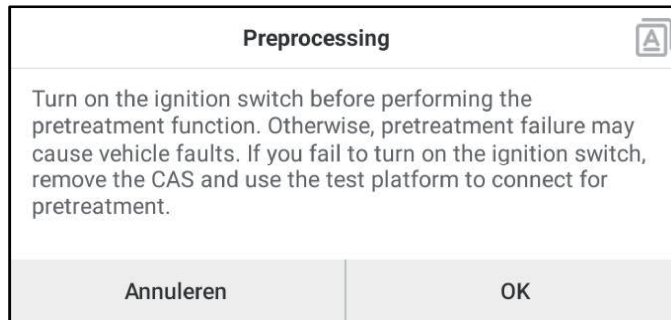 Preprocessing
A
Turn on the ignition switch before performing the
pretreatment function. Otherwise, pretreatment failure may
cause vehicle faults. If you fail to turn on the ignition switch,
remove the CAS and use the test platform to connect for
pretreatment.
Annuleren
OK